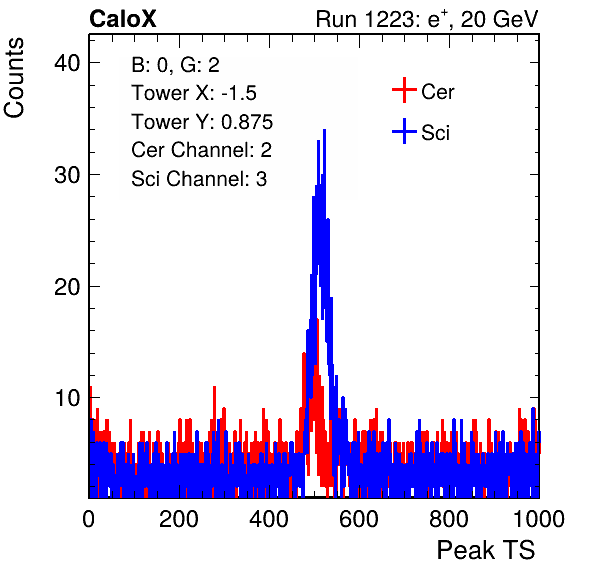 CaloX Run 1223: e+, 20 GeV
B: 0, G: 2
Tower X: -1.5
Tower Y: 0.875
Cer Channel: 2
Sci Channel: 3
Cer
Sci
Counts
40
30
20
10
0 200 400 600 800 1000
Peak TS